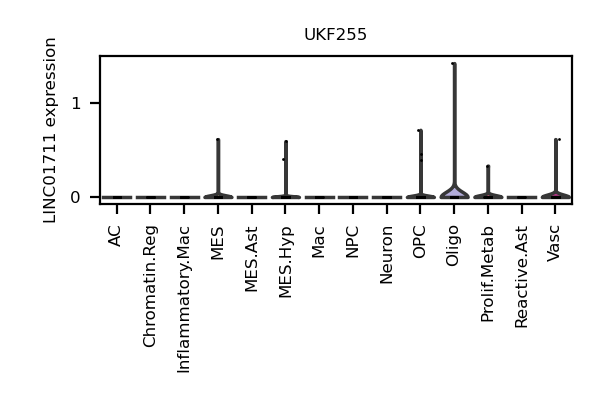 UKF255
LINC01711 expression
1
0
AC
Chromatin.Reg
Inflammatory.Mac
MES
MES.Ast
MES.Hyp
Mac
NPC
Neuron
OPC
Oligo
Prolif.Metab
Reactive.Ast
Vasc